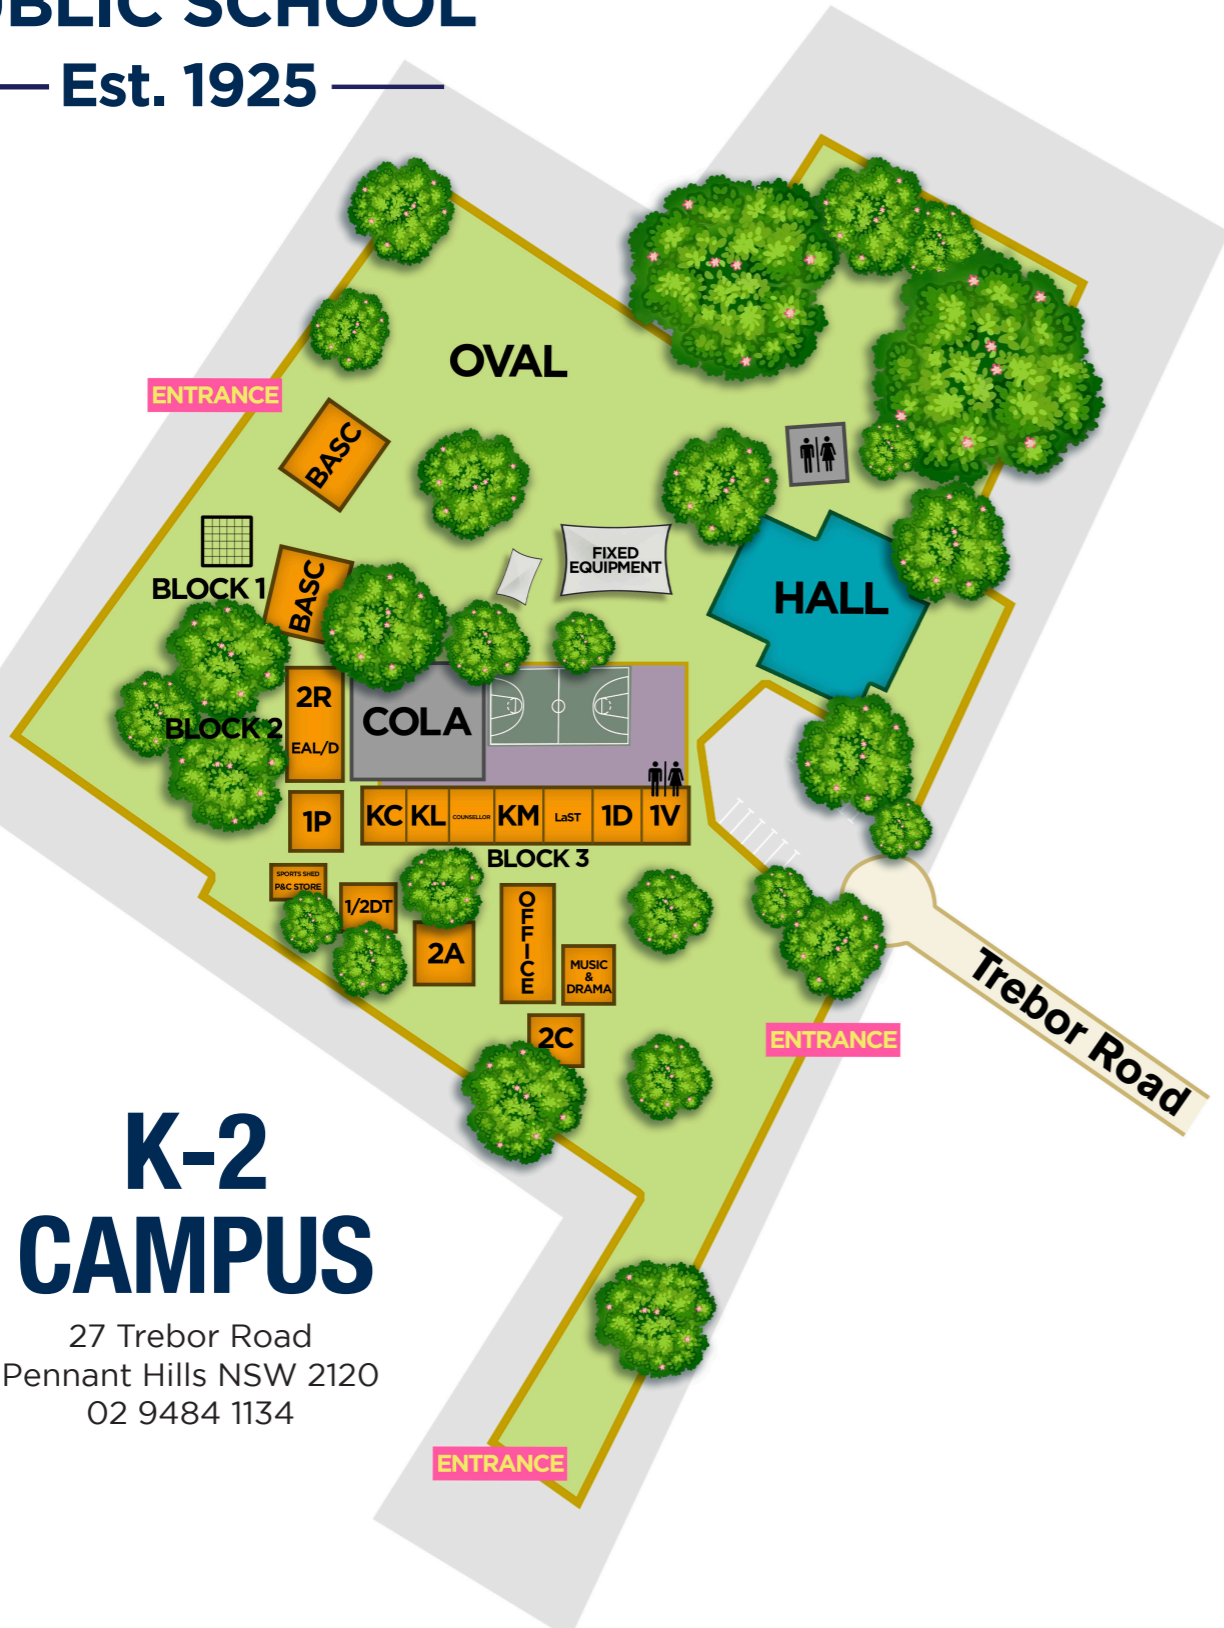 UBLIC SCHOOL
Est. 1925
OVAL
ENTRANCE
BASC
FIXED
EQUIPMENT
BLOCK 1
BASC
HALL
2R
BLOCK 2
EAL/D
COLA
1P
KC KL COUNSELLOR KM LaST 1D 1V
BLOCK 3
SPORTS SHED
P&C STORE
1/2DT
2A
OFFICE
MUSIC
&
DRAMA
2C
ENTRANCE
Trebor Road
K-2
CAMPUS
27 Trebor Road
Pennant Hills NSW 2120
02 9484 1134
ENTRANCE